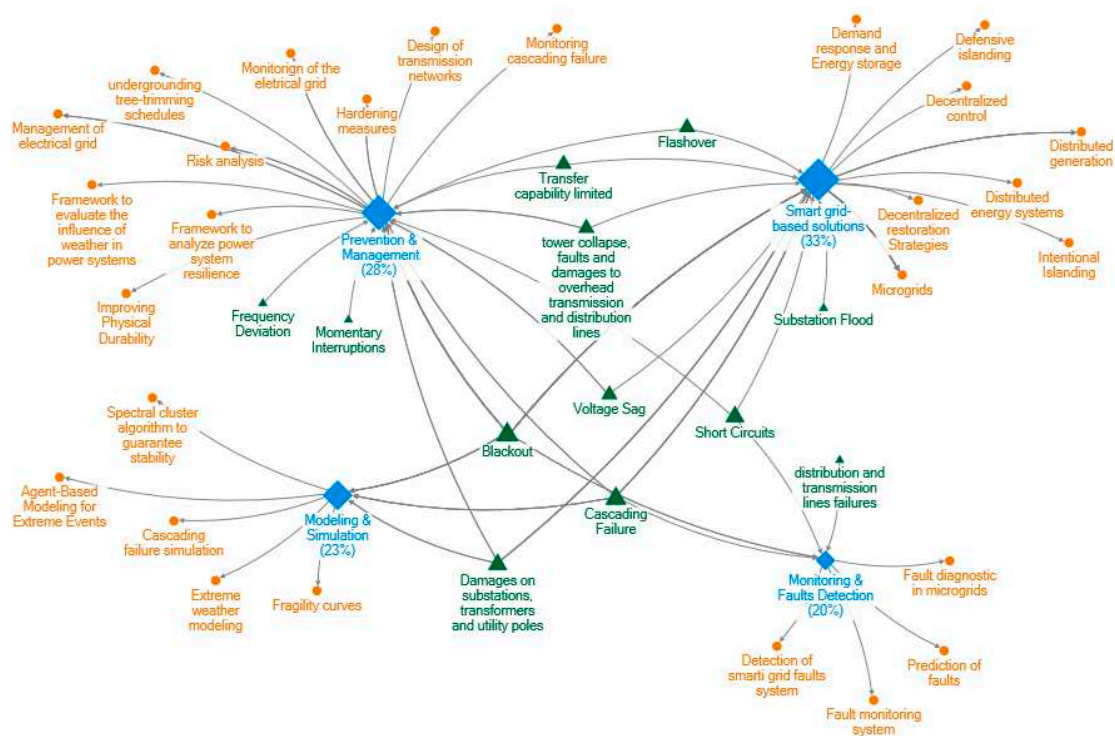 Monitorign of the
eletrical grid
Design of
transmission
networks
Monitoring
cascading failure
undergrounding
tree-trimming
schedules
Management of
electrical grid
Hardening
measures
Risk analysis
Framework to
evaluate the
influence of
weather in
power systems
Framework to
analyze power
system
resilience
Improving
Physical
Durability
Prevention &
Management
(28%)
Frequency
Deviation
Momentary
Interruptions
Flashover
Transfer
capability limited
tower collapse,
faults and
damages to
overhead
transmission
and distribution
lines
Demand
response and
Energy storage
Defensive
islanding
Decentralized
control
Distributed
generation
Smart grid-
based solutions
(33%)
Decentralized
restoration
Strategies
Distributed
energy systems
Intentional
Islanding
Microgrids
Substation Flood
Voltage Sag
Short Circuits
Blackout
Cascading
Failure
distribution and
transmission
lines failures
Spectral cluster
algorithm to
guarantee
stability
Agent-Based
Modeling for
Extreme Events
Cascading
failure simulation
Modeling &
Simulation
(23%)
Extreme
weather
modeling
Fragility curves
Damages on
substations,
transformers
and utility poles
Monitoring &
Faults Detection
(20%)
Fault diagnostic
in microgrids
Detection of
smarti grid faults
system
Prediction of
faults
Fault monitoring
system